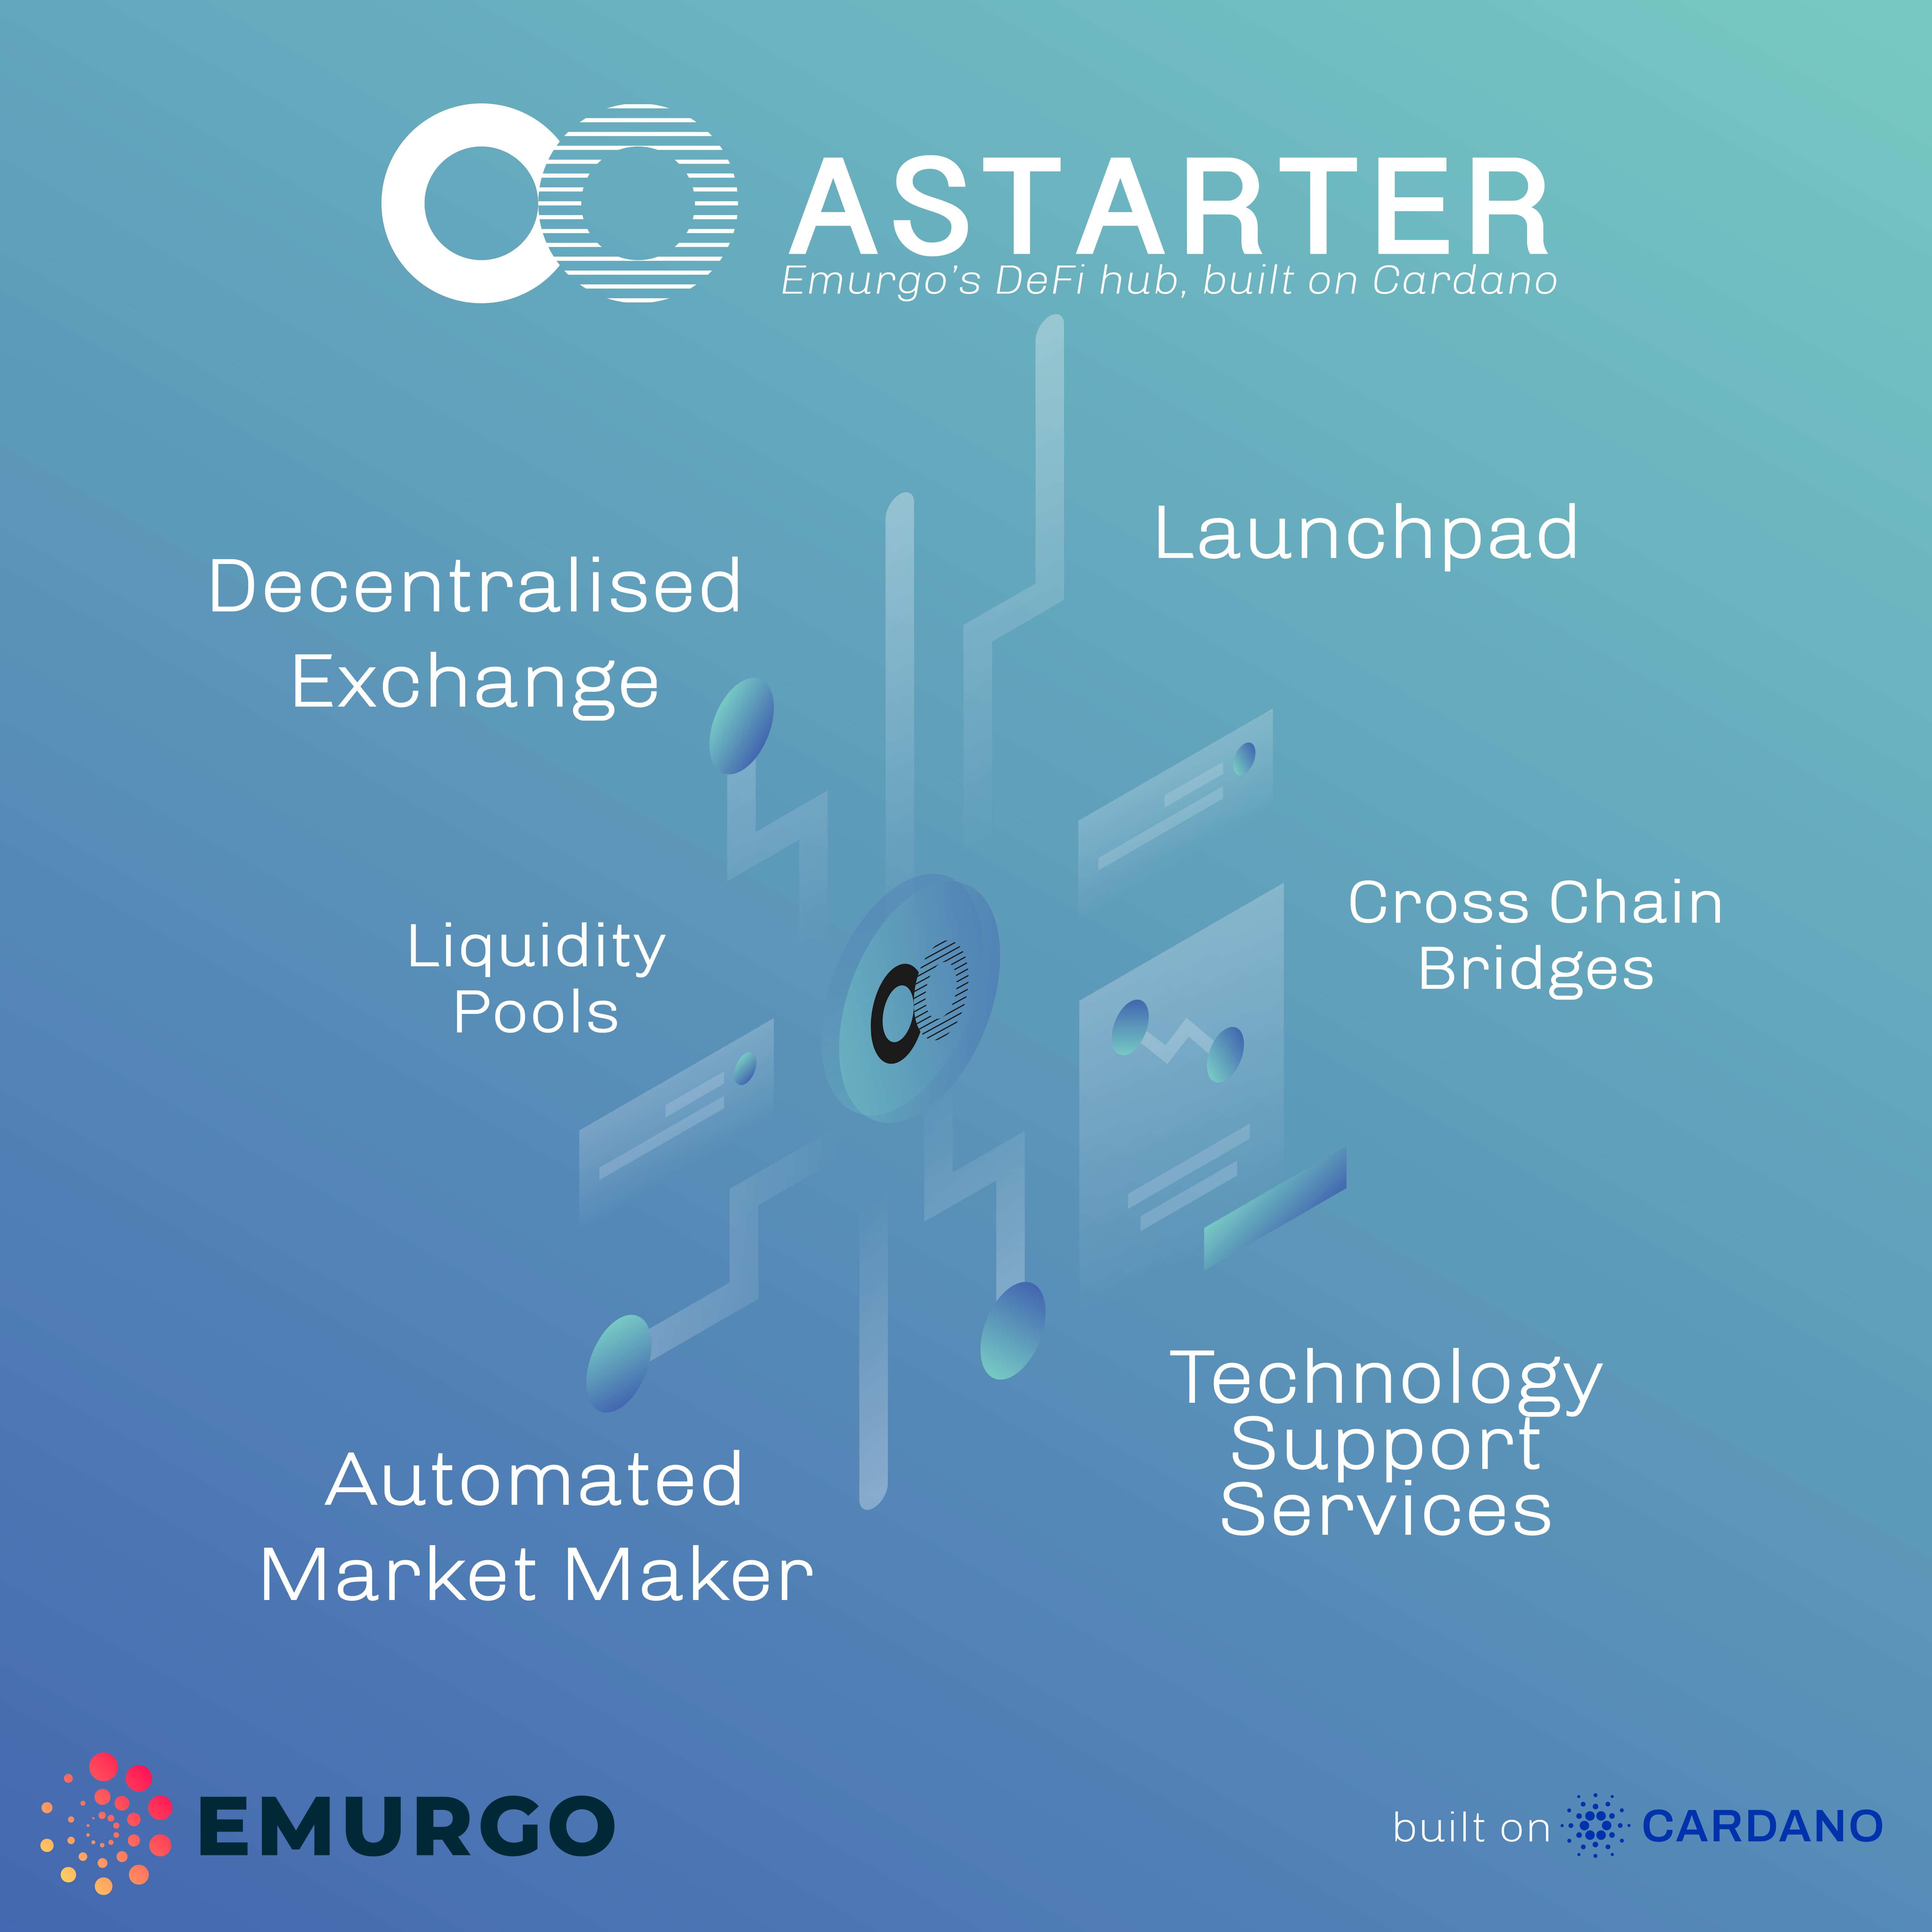 ASTARTER
Emurgo's DeFi hub, built on Cardano
Launchpad
Decentralised
Exchange
Cross Chain
Bridges
Liquidity
Pools
Technology
Support
Services
Automated
Market Maker
EMURGO
built on CARDANO